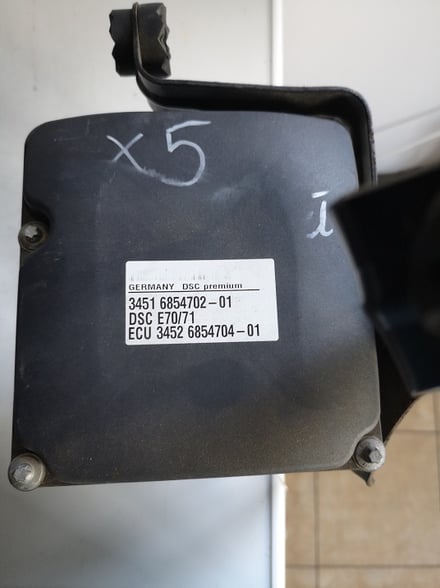 X5
i
GERMANY DSC premium
3451 6854702-01
DSC E70/71
ECU 3452 6854704-01